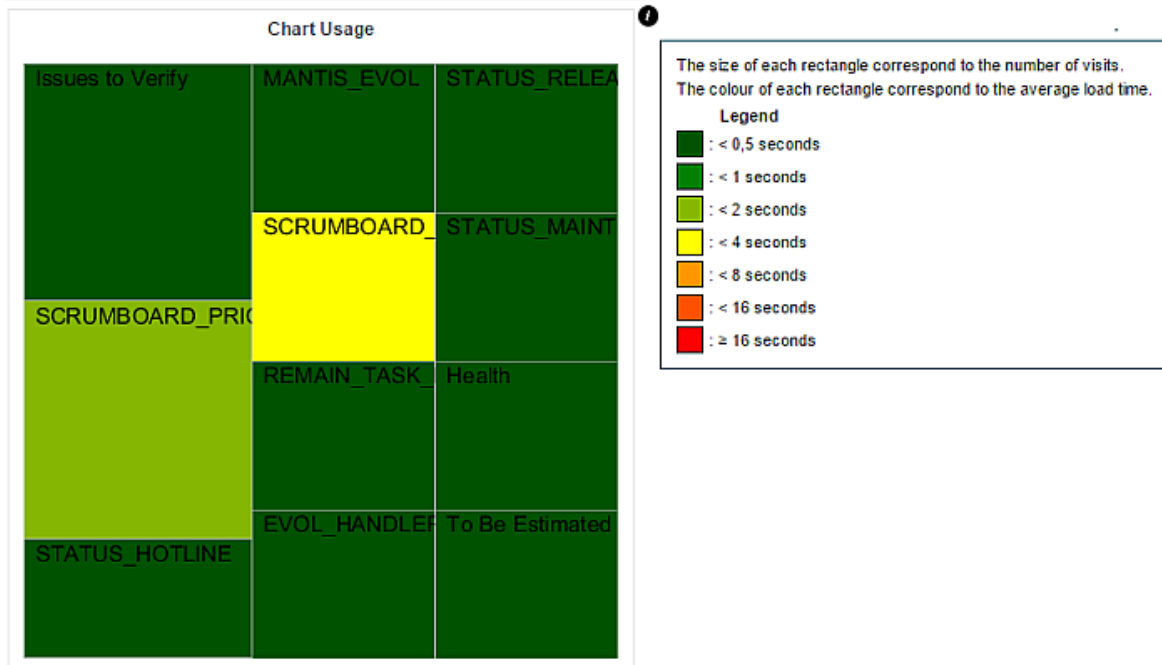 Chart Usage
i
Issues to Verify
MANTIS_EVOL
STATUS_RELEA
SCRUMBOARD_
STATUS_MAINT
SCRUMBOARD_PRIO
REMAIN_TASK_
Health
EVOL_HANDLER
To Be Estimated
STATUS_HOTLINE
The size of each rectangle correspond to the number of visits.
The colour of each rectangle correspond to the average load time.
Legend
: < 0,5 seconds
: < 1 seconds
: < 2 seconds
: < 4 seconds
: < 8 seconds
: < 16 seconds
: ≥ 16 seconds